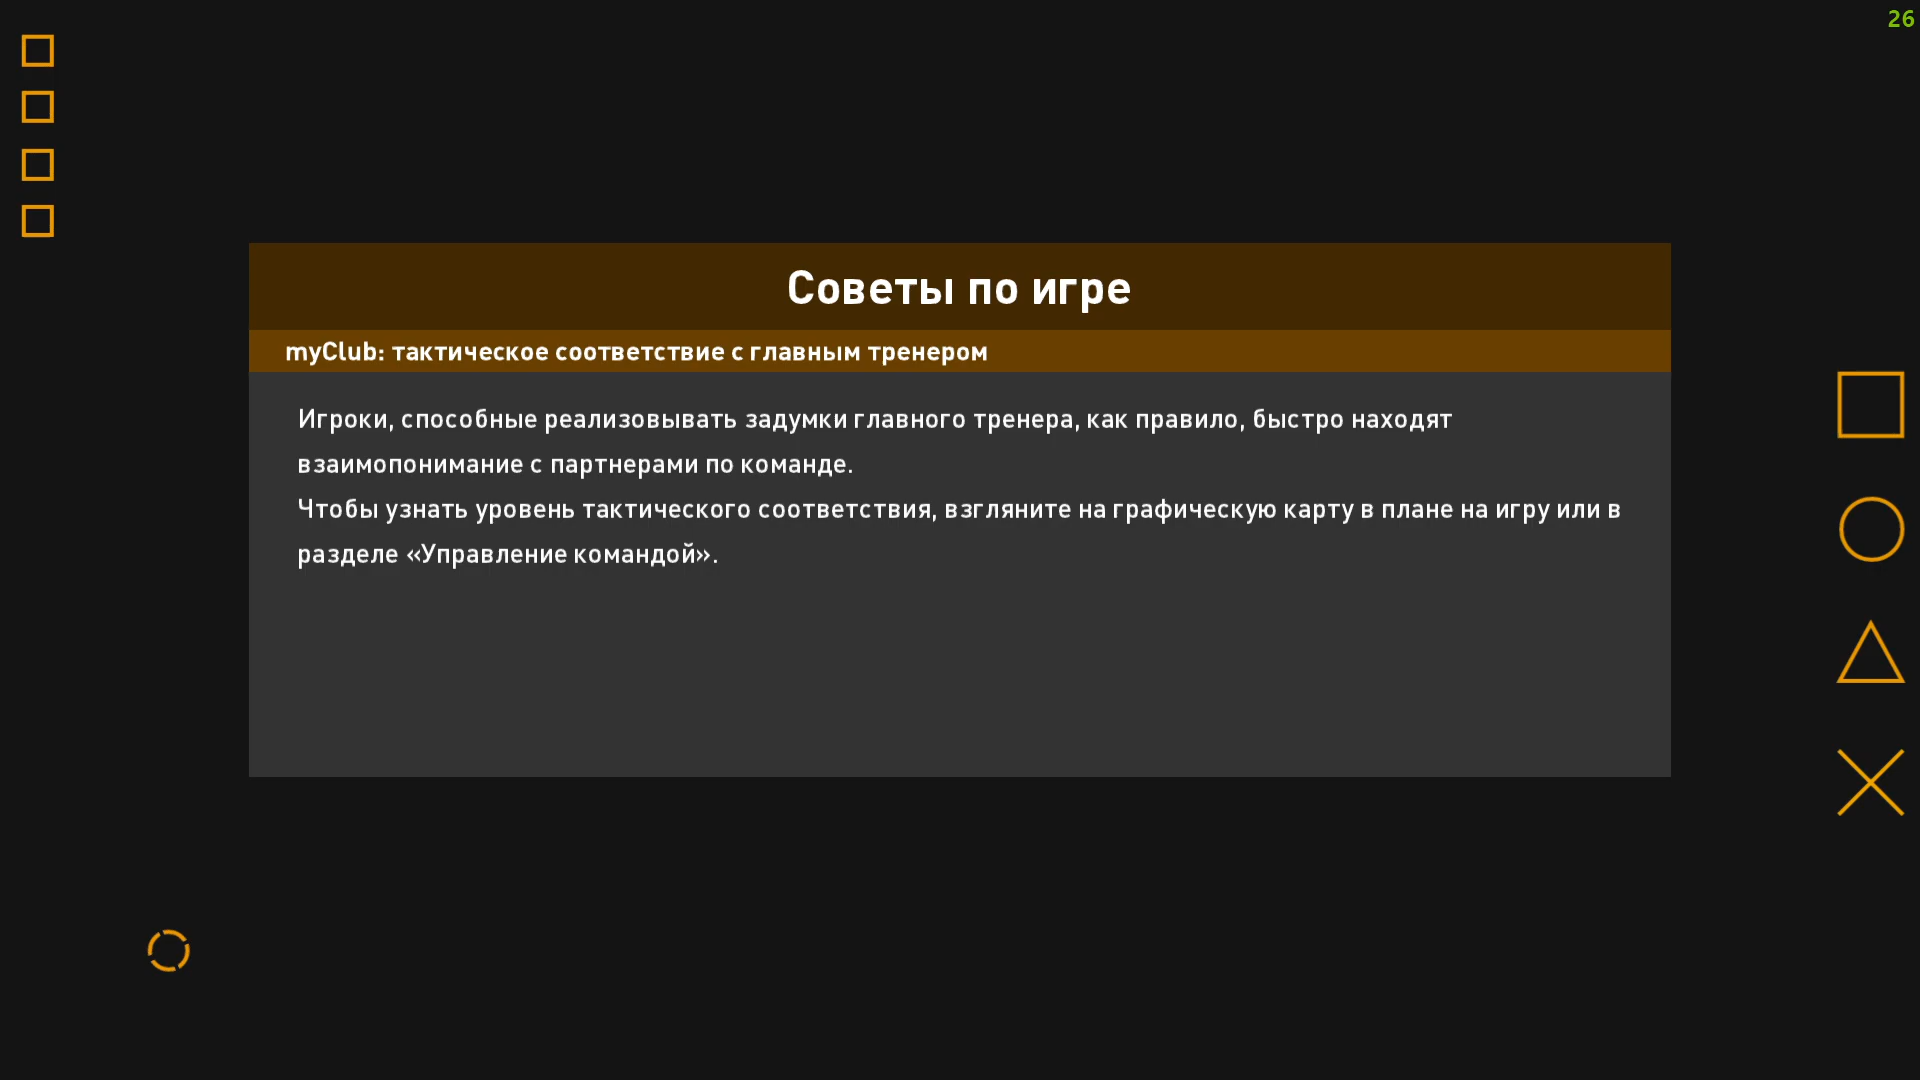 26
Советы по игре
myClub: тактическое соответствие с главным тренером
Игроки, способные реализовывать задумки главного тренера, как правило, быстро находят
взаимопонимание с партнерами по команде.
Чтобы узнать уровень тактического соответствия, взгляните на графическую карту в плане на игру или в
разделе «Управление командой».